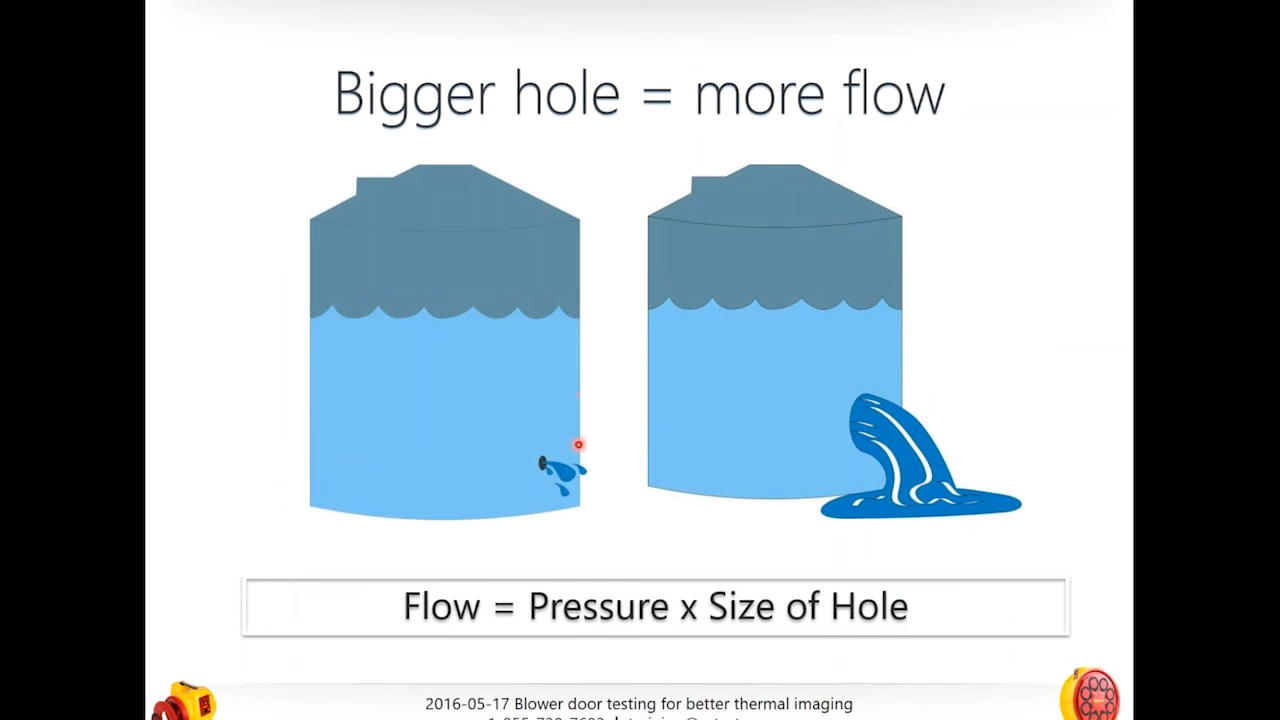 Bigger hole = more flow
Flow = Pressure x Size of Hole
2016-05-17 Blower door testing for better thermal imaging